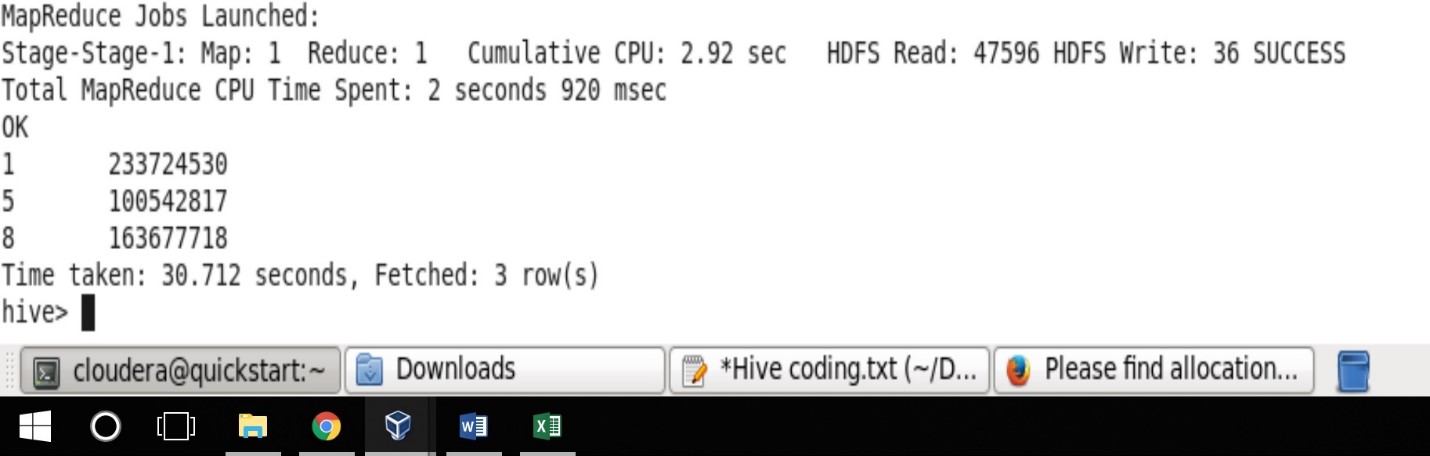 MapReduce Jobs Launched:
Stage-Stage-1: Map: 1  Reduce: 1   Cumulative CPU: 2.92 sec   HDFS Read: 47596 HDFS Write: 36 SUCCESS
Total MapReduce CPU Time Spent: 2 seconds 920 msec
OK
1       233724530
5       100542817
8       163677718
Time taken: 30.712 seconds, Fetched: 3 row(s)
hive>
cloudera@quickstart:~ Downloads *Hive coding.txt (~/D... Please find allocation...